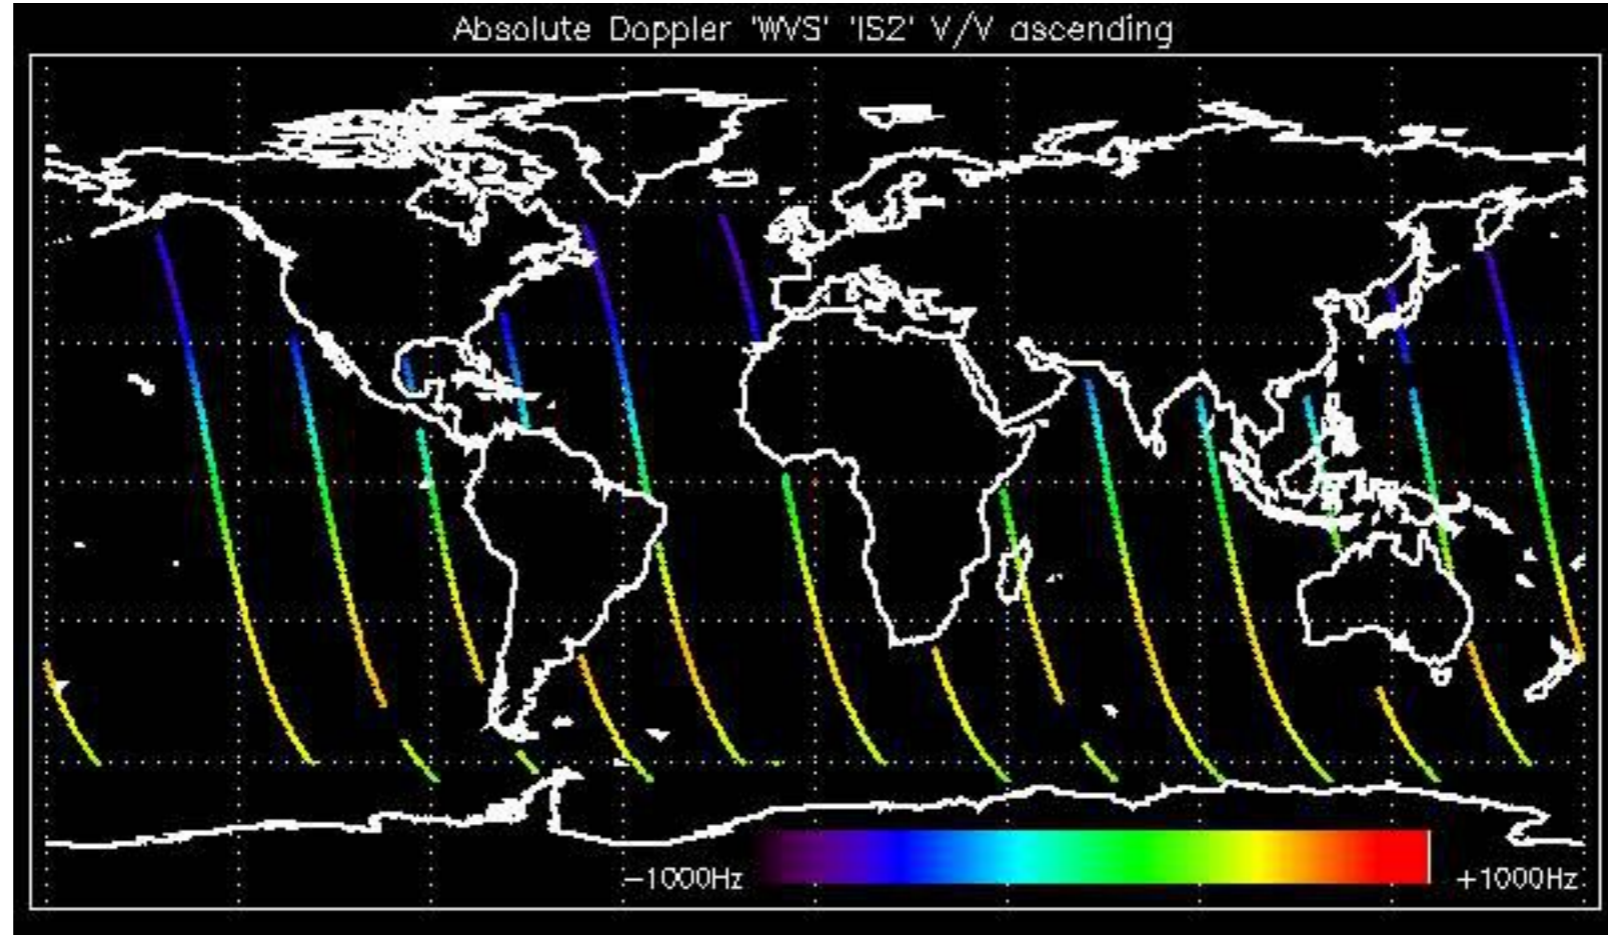 Absolute Doppler 'WVS' 'IS2' V/V ascending
−1000Hz +1000Hz